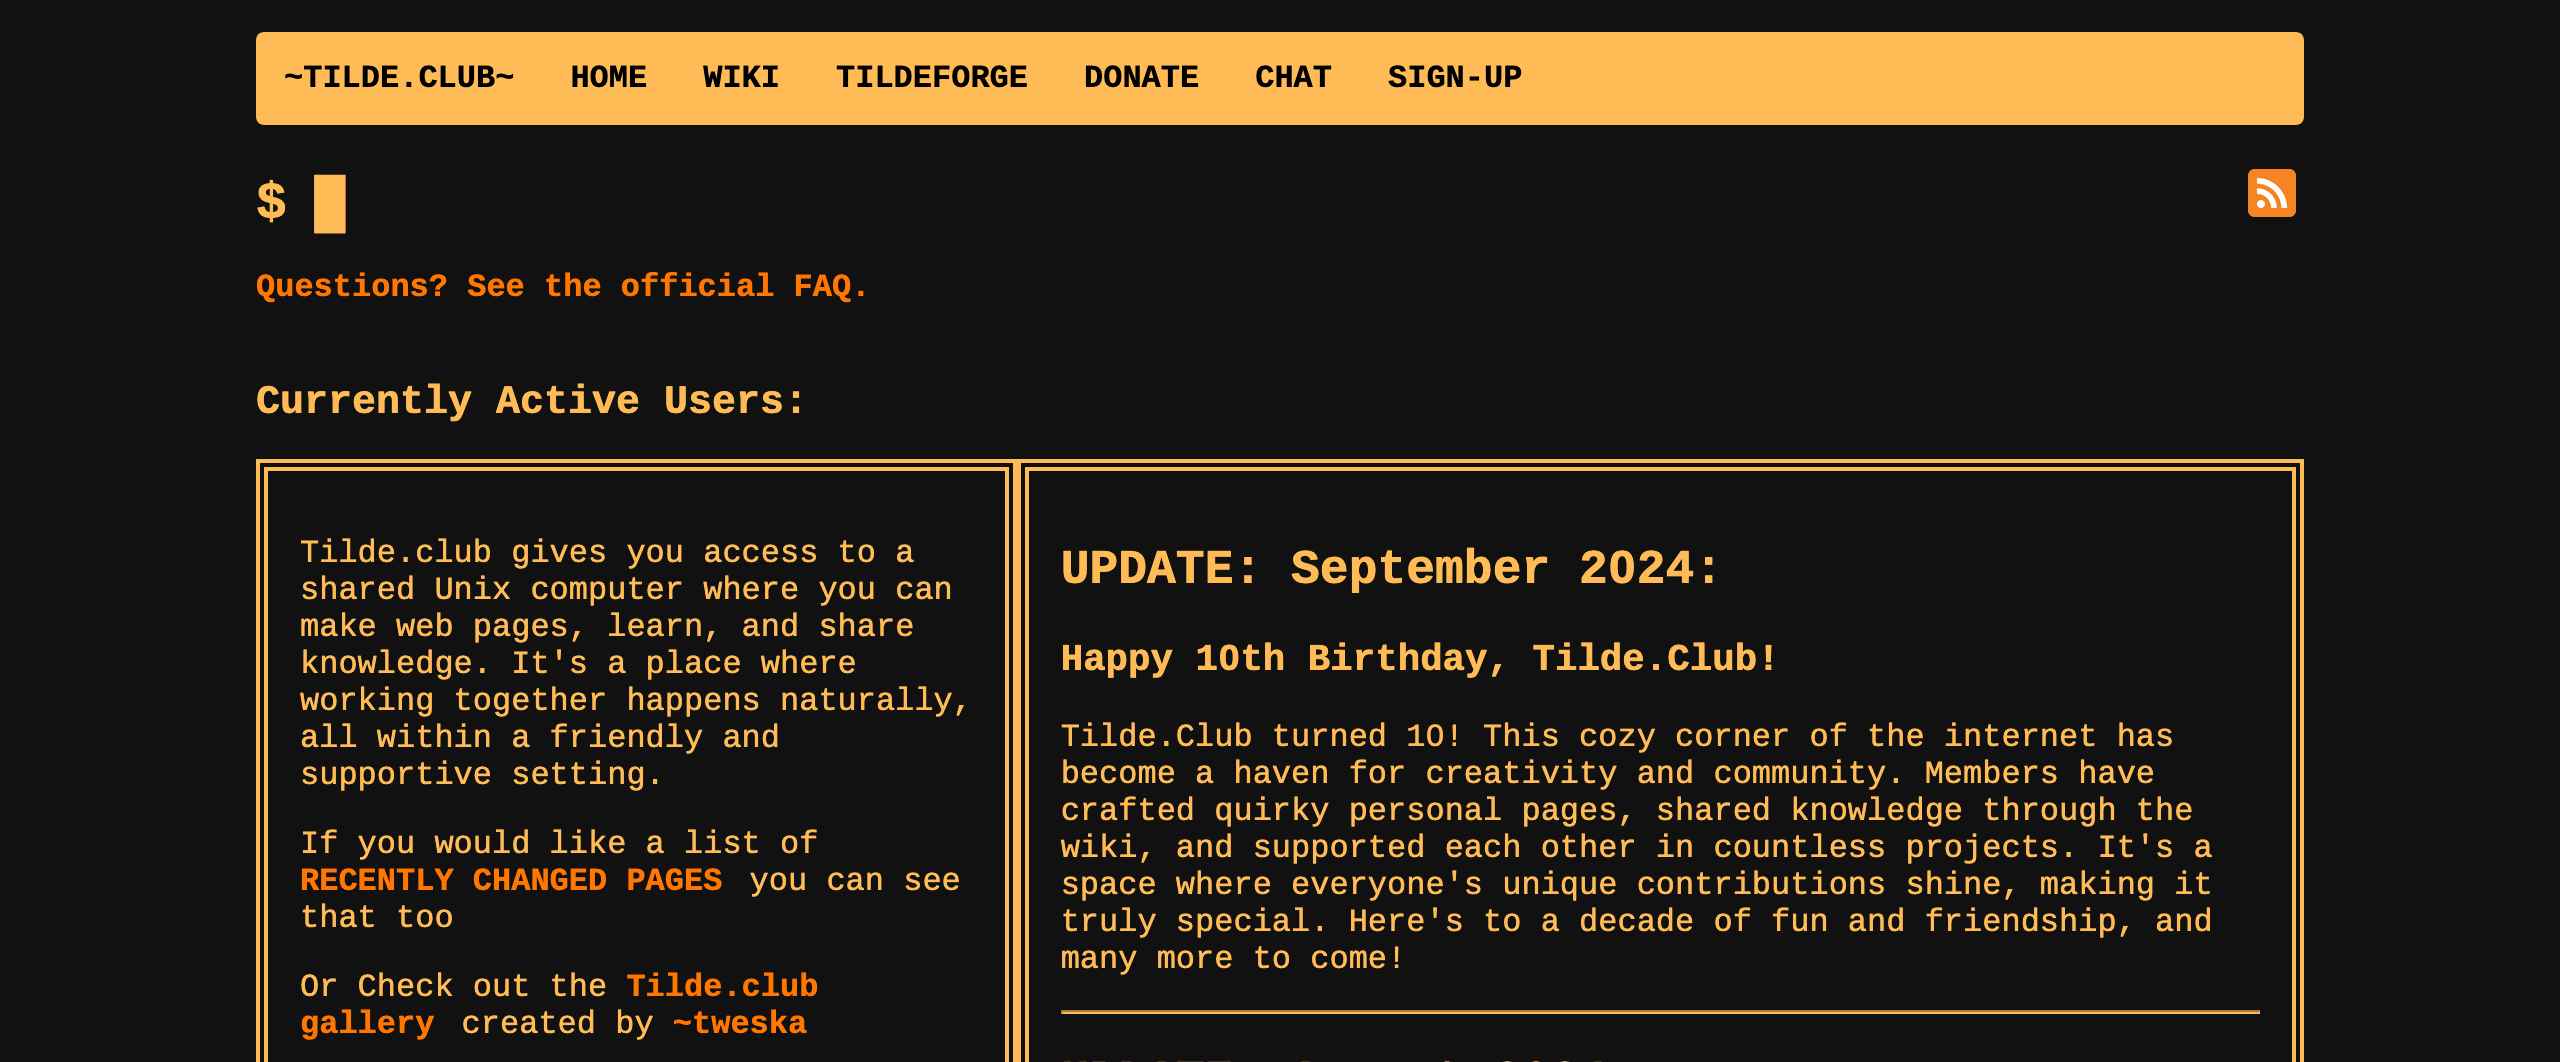 ~TILDE.CLUB~ HOME WIKI TILDEFORGE DONATE CHAT SIGN-UP
$
Questions? See the official FAQ.
Currently Active Users:
Tilde.club gives you access to a
shared Unix computer where you can
make web pages, learn, and share
knowledge. It's a place where
working together happens naturally,
all within a friendly and
supportive setting.
If you would like a list of
RECENTLY CHANGED PAGES you can see
that too
Or Check out the Tilde.club
gallery created by ~tweska
UPDATE: September 2024:
Happy 10th Birthday, Tilde.Club!
Tilde.Club turned 10! This cozy corner of the internet has
become a haven for creativity and community. Members have
crafted quirky personal pages, shared knowledge through the
wiki, and supported each other in countless projects. It's a
space where everyone's unique contributions shine, making it
truly special. Here's to a decade of fun and friendship, and
many more to come!